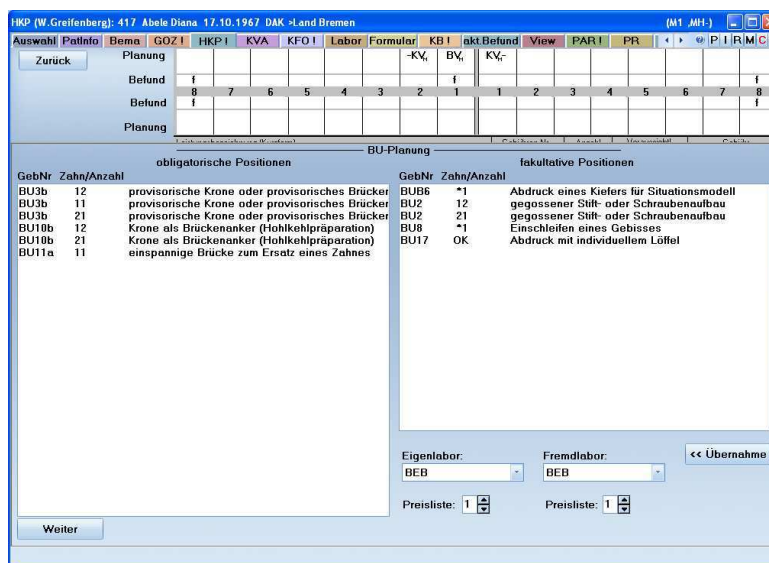 HKP (W.Greifenberg): 417 Abele Diana 17.10.1967 DAK >Land Bremen (M1 ,MH-)
Auswahl PatInfo Bema GOZ ! HKP ! KVA KFO ! Labor Formular KB ! akt.Befund View PAR ! PR P I R M C
Zurück
Planung -KV BV KV-
Befund f f f
8 7 6 5 4 3 2 1 1 2 3 4 5 6 7 8
Befund f f
Planung
BU-Planung
obligatorische Positionen
GebNr Zahn/Anzahl
BU3b 12 provisorische Krone oder provisorisches Brücker
BU3b 11 provisorische Krone oder provisorisches Brücker
BU3b 21 provisorische Krone oder provisorisches Brücker
BU10b 12 Krone als Brückenanker (Hohlkehlpräparation)
BU10b 21 Krone als Brückenanker (Hohlkehlpräparation)
BU11a 11 einspannige Brücke zum Ersatz eines Zahnes
fakultative Positionen
GebNr Zahn/Anzahl
BUB6 *1 Abdruck eines Kiefers für Situationsmodell
BU2 12 gegossener Stift- oder Schraubenaufbau
BU2 21 gegossener Stift- oder Schraubenaufbau
BU8 *1 Einschleifen eines Gebisses
BU17 OK Abdruck mit individuellem Löffel
Eigenlabor: Fremdlabor: << Übernahme
BEB BEB
Preisliste: 1 Preisliste: 1
Weiter